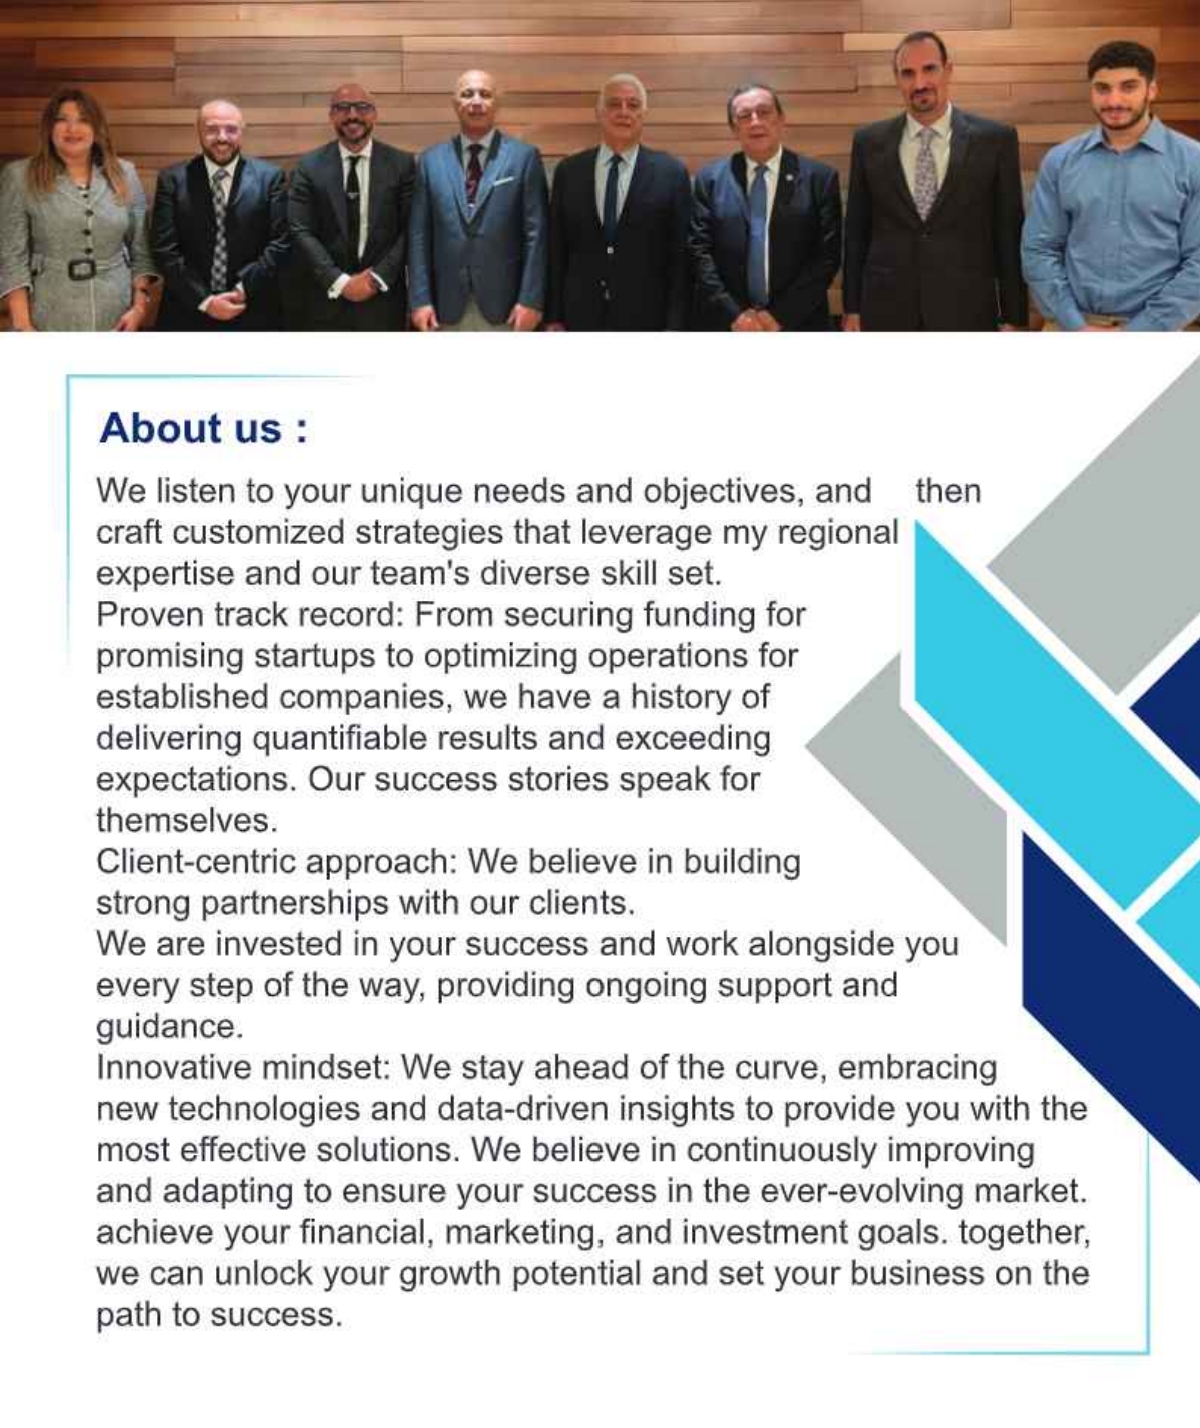 About us :
We listen to your unique needs and objectives, and then
craft customized strategies that leverage my regional
expertise and our team's diverse skill set.
Proven track record: From securing funding for
promising startups to optimizing operations for
established companies, we have a history of
delivering quantifiable results and exceeding
expectations. Our success stories speak for
themselves.
Client-centric approach: We believe in building
strong partnerships with our clients.
We are invested in your success and work alongside you
every step of the way, providing ongoing support and
guidance.
Innovative mindset: We stay ahead of the curve, embracing
new technologies and data-driven insights to provide you with the
most effective solutions. We believe in continuously improving
and adapting to ensure your success in the ever-evolving market.
achieve your financial, marketing, and investment goals. together,
we can unlock your growth potential and set your business on the
path to success.